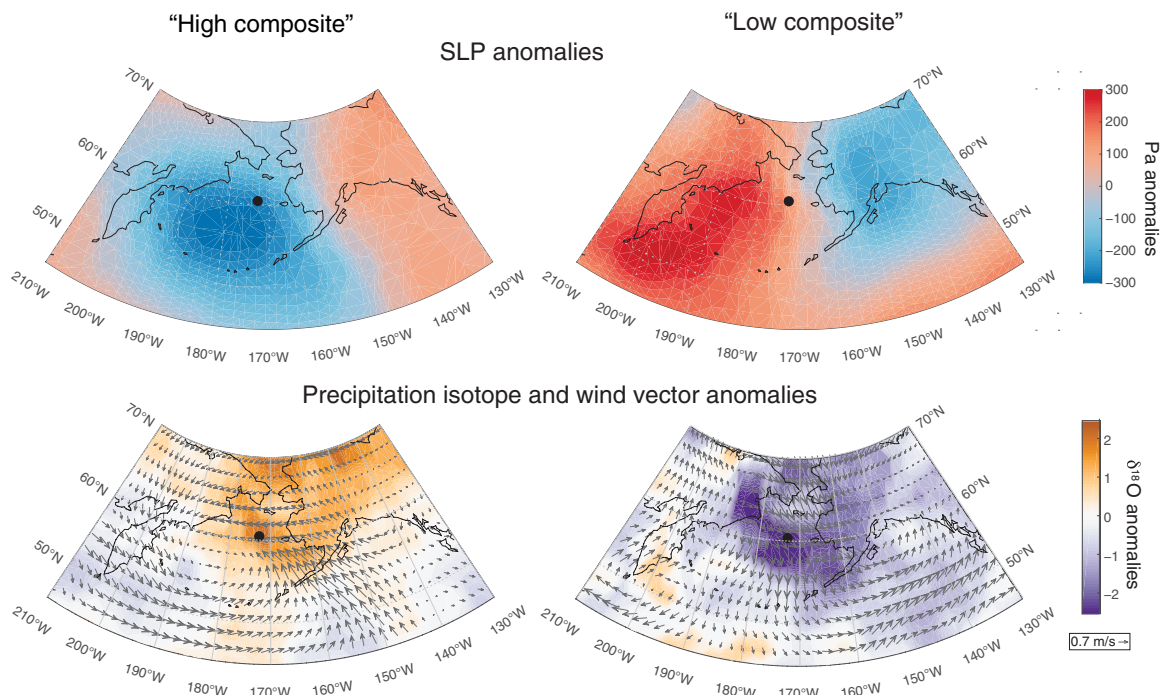 “High composite”
“Low composite”
SLP anomalies
70°N
60°N
50°N
210°W
200°W
190°W
180°W
170°W
160°W
150°W
140°W
130°W
70°N
60°N
50°N
210°W
200°W
190°W
180°W
170°W
160°W
150°W
140°W
130°W
300
200
100
0
−100
−200
−300
Pa anomalies
Precipitation isotope and wind vector anomalies
70°N
60°N
50°N
210°W
200°W
190°W
180°W
170°W
160°W
150°W
140°W
130°W
70°N
60°N
50°N
210°W
200°W
190°W
180°W
170°W
160°W
150°W
140°W
130°W
2
1
0
−1
−2
δ¹⁸O anomalies
0.7 m/s→